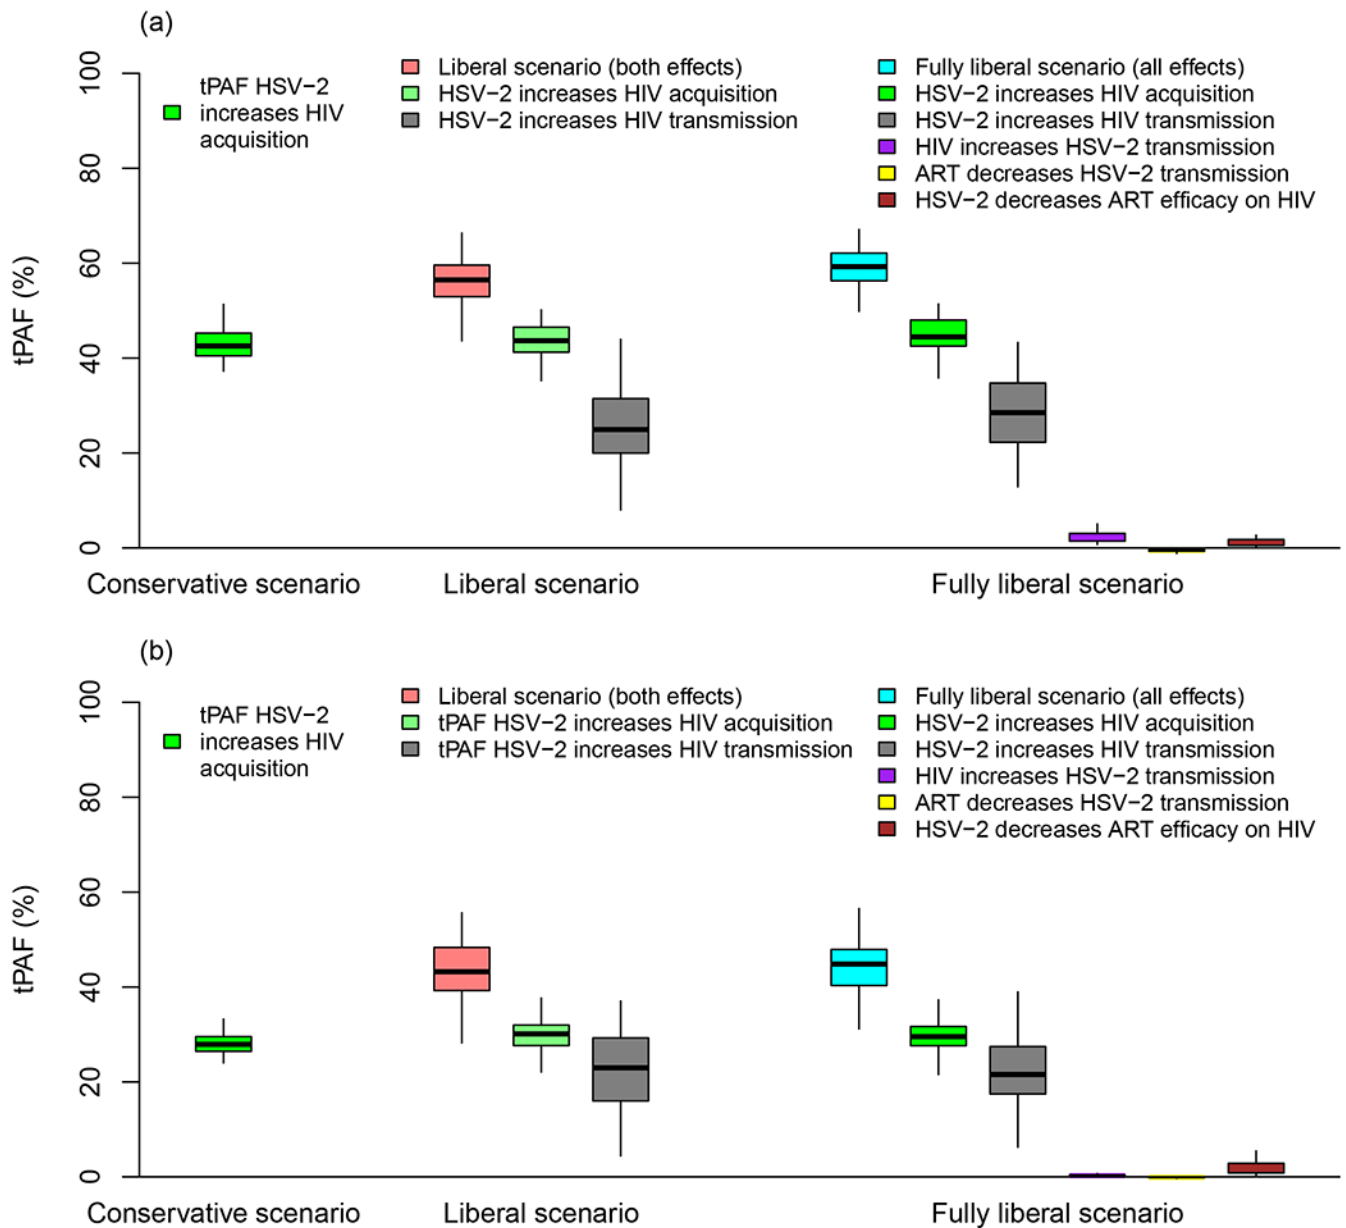 (a)
100
80
60
40
20
0
tPAF (%)
tPAF HSV−2
increases HIV
acquisition
Liberal scenario (both effects)
HSV−2 increases HIV acquisition
HSV−2 increases HIV transmission
Fully liberal scenario (all effects)
HSV−2 increases HIV acquisition
HSV−2 increases HIV transmission
HIV increases HSV−2 transmission
ART decreases HSV−2 transmission
HSV−2 decreases ART efficacy on HIV
Conservative scenario
Liberal scenario
Fully liberal scenario
(b)
100
80
60
40
20
0
tPAF (%)
tPAF HSV−2
increases HIV
acquisition
Liberal scenario (both effects)
tPAF HSV−2 increases HIV acquisition
tPAF HSV−2 increases HIV transmission
Fully liberal scenario (all effects)
HSV−2 increases HIV acquisition
HSV−2 increases HIV transmission
HIV increases HSV−2 transmission
ART decreases HSV−2 transmission
HSV−2 decreases ART efficacy on HIV
Conservative scenario
Liberal scenario
Fully liberal scenario